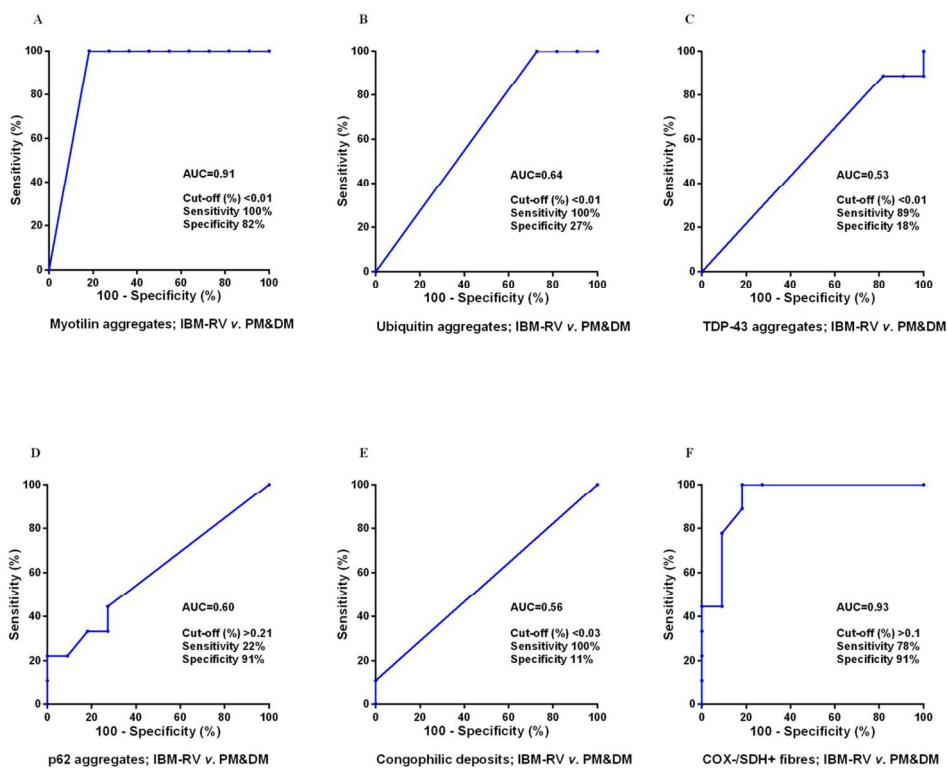 A
Sensitivity (%)
100
80
60
40
20
0
AUC=0.91
Cut-off (%) <0.01
Sensitivity 100%
Specificity 82%
0 20 40 60 80 100
100 - Specificity (%)
Myotilin aggregates; IBM-RV v. PM&DM
B
Sensitivity (%)
100
80
60
40
20
0
AUC=0.64
Cut-off (%) <0.01
Sensitivity 100%
Specificity 27%
0 20 40 60 80 100
100 - Specificity (%)
Ubiquitin aggregates; IBM-RV v. PM&DM
C
Sensitivity (%)
100
80
60
40
20
0
AUC=0.53
Cut-off (%) <0.01
Sensitivity 89%
Specificity 18%
0 20 40 60 80 100
100 - Specificity (%)
TDP-43 aggregates; IBM-RV v. PM&DM
D
Sensitivity (%)
100
80
60
40
20
0
AUC=0.60
Cut-off (%) >0.21
Sensitivity 22%
Specificity 91%
0 20 40 60 80 100
100 - Specificity (%)
p62 aggregates; IBM-RV v. PM&DM
E
Sensitivity (%)
100
80
60
40
20
0
AUC=0.56
Cut-off (%) <0.03
Sensitivity 100%
Specificity 11%
0 20 40 60 80 100
100 - Specificity (%)
Congophilic deposits; IBM-RV v. PM&DM
F
Sensitivity (%)
100
80
60
40
20
0
AUC=0.93
Cut-off (%) >0.1
Sensitivity 78%
Specificity 91%
0 20 40 60 80 100
100 - Specificity (%)
COX-/SDH+ fibres; IBM-RV v. PM&DM